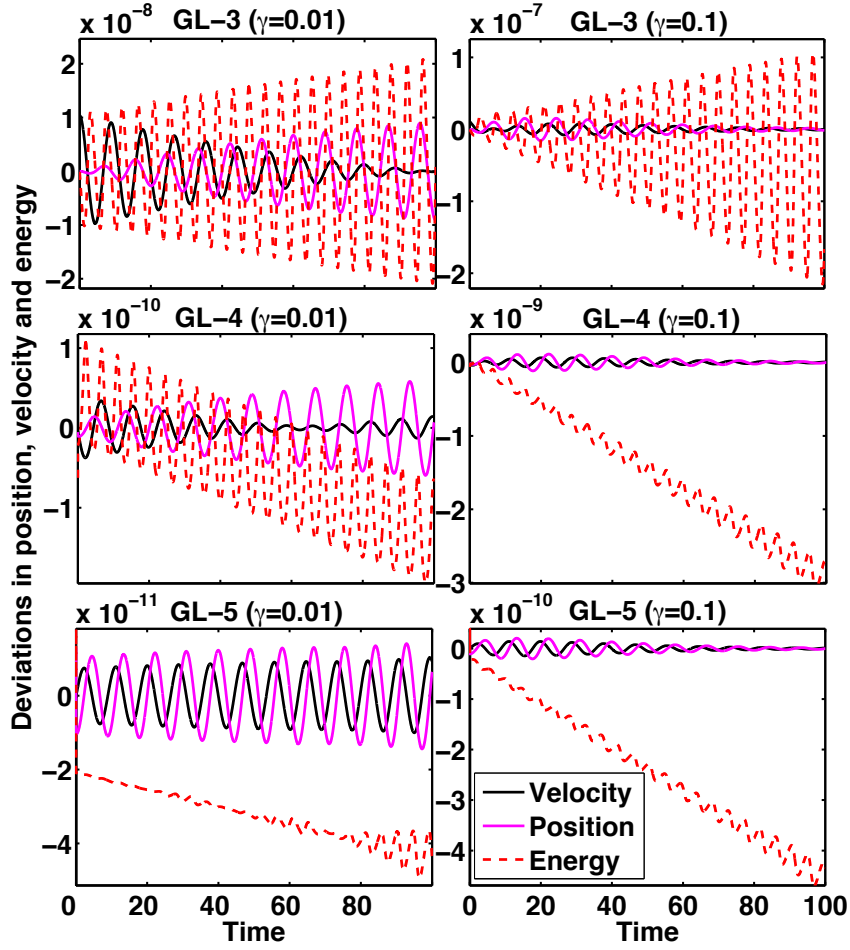 x 10⁻⁸ GL−3 (γ=0.01)
2
1
0
−1
−2
x 10⁻⁷ GL−3 (γ=0.1)
1
0
−1
−2
x 10⁻¹⁰ GL−4 (γ=0.01)
1
0
−1
x 10⁻⁹ GL−4 (γ=0.1)
0
−1
−2
−3
x 10⁻¹¹ GL−5 (γ=0.01)
0
−2
−4
0 20 40 60 80
Time
x 10⁻¹⁰ GL−5 (γ=0.1)
0
−1
−2
−3
−4
Velocity
Position
Energy
0 20 40 60 80 100
Time
Deviations in position, velocity and energy